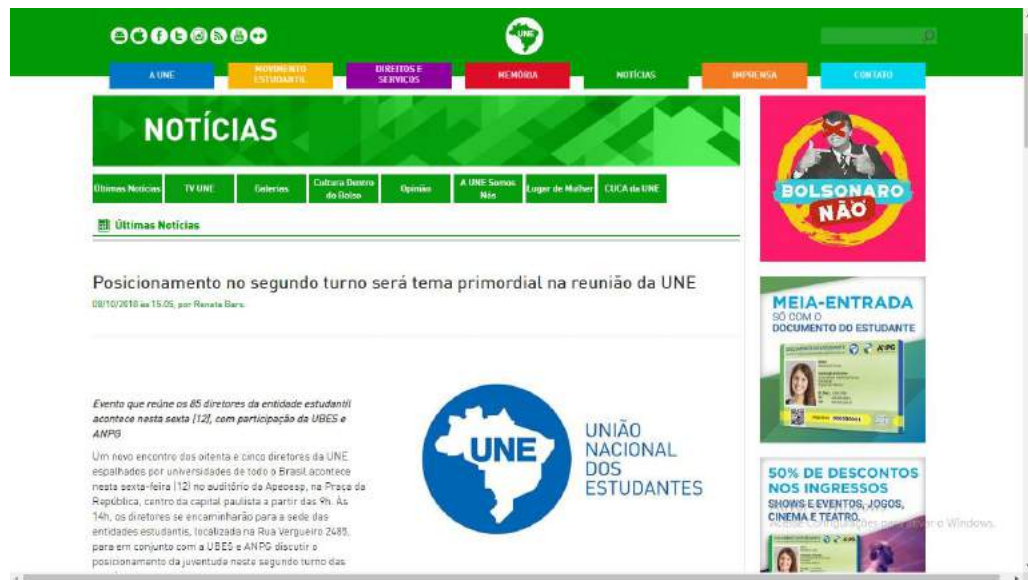 UNE
A UNE
MOVIMENTO
ESTUDANTIL
DIREITOS E
SERVIÇOS
MEMÓRIA
NOTÍCIAS
IMPRENSA
CONTATO
NOTÍCIAS
Últimas Notícias
TV UNE
Galerias
Cultura Dentro
do Bolso
Opinião
A UNE Somos
Nós
Lugar de Mulher
CUCA da UNE
Últimas Notícias
Posicionamento no segundo turno será tema primordial na reunião da UNE
08/10/2018 às 15:05, por Renata Bars.
Evento que reúne os 85 diretores da entidade estudantil
acontece nesta sexta (12), com participação da UBES e
ANPG
Um novo encontro dos oitenta e cinco diretores da UNE
espalhados por universidades de todo o Brasil acontece
nesta sexta-feira (12) no auditório da Apeoesp, na Praça da
República, centro da capital paulista a partir das 9h. Às
14h, os diretores se encaminharão para a sede das
entidades estudantis, localizada na Rua Vergueiro 2485,
para em conjunto com a UBES e ANPG discutir o
posicionamento da juventude neste segundo turno das
UNE
UNIÃO
NACIONAL
DOS
ESTUDANTES
BOLSONARO
NÃO
MEIA-ENTRADA
SÓ COM O
DOCUMENTO DO ESTUDANTE
ANPG
50% DE DESCONTOS
NOS INGRESSOS
SHOWS E EVENTOS, JOGOS,
CINEMA E TEATRO.
Windows.